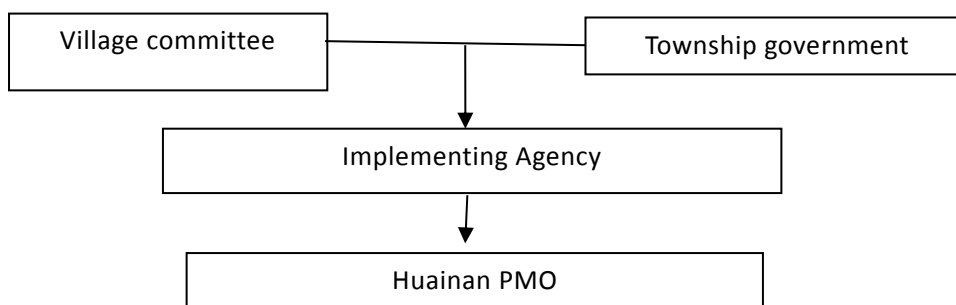 Village committee
Township government
Implementing Agency
Huainan PMO